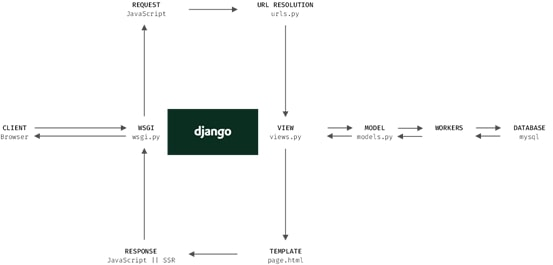 REQUEST
JavaScript
URL RESOLUTION
urls.py
CLIENT
Browser
WSGI
wsgi.py
django
VIEW
views.py
MODEL
models.py
WORKERS
DATABASE
mysql
RESPONSE
JavaScript || SSR
TEMPLATE
page.html